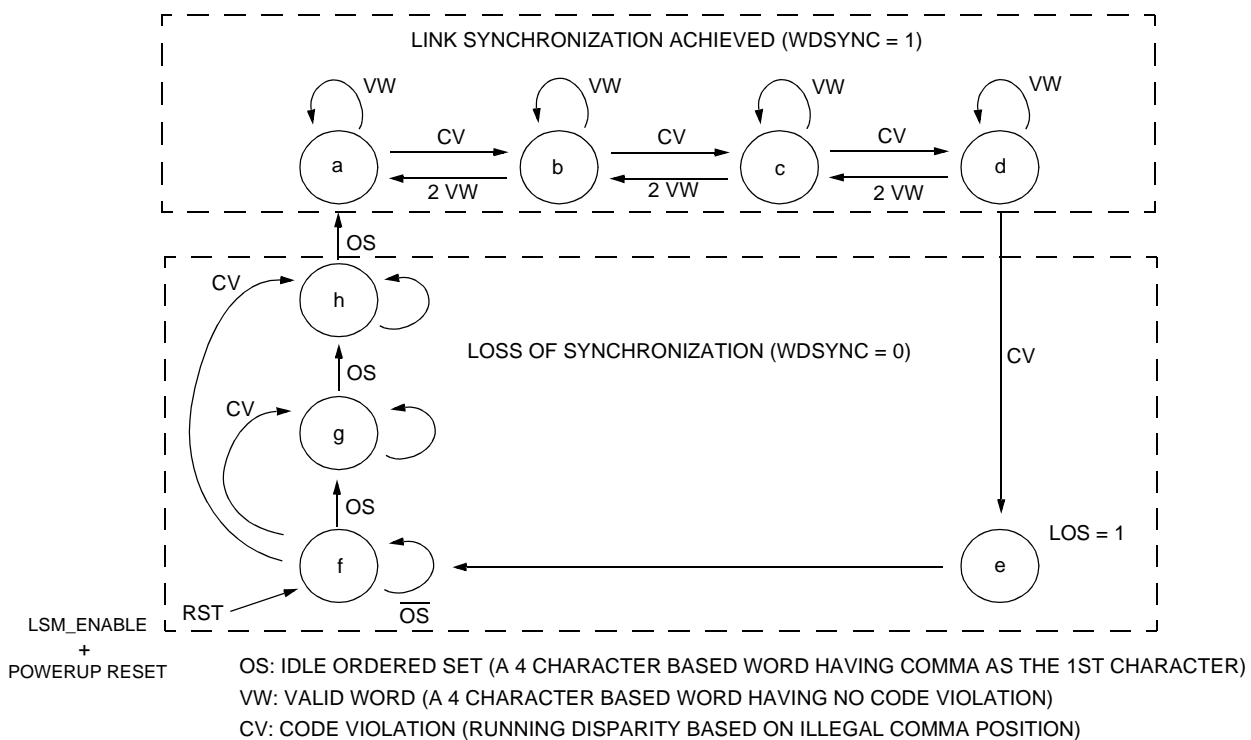 LINK SYNCHRONIZATION ACHIEVED (WDSYNC = 1)
VW
VW
VW
VW
CV
CV
CV
a
b
c
d
2 VW
2 VW
2 VW
OS
CV
h
LOSS OF SYNCHRONIZATION (WDSYNC = 0)
CV
OS
CV
g
OS
LOS = 1
f
e
RST
OS
LSM_ENABLE
+
POWERUP RESET
OS: IDLE ORDERED SET (A 4 CHARACTER BASED WORD HAVING COMMA AS THE 1ST CHARACTER)
VW: VALID WORD (A 4 CHARACTER BASED WORD HAVING NO CODE VIOLATION)
CV: CODE VIOLATION (RUNNING DISPARITY BASED ON ILLEGAL COMMA POSITION)